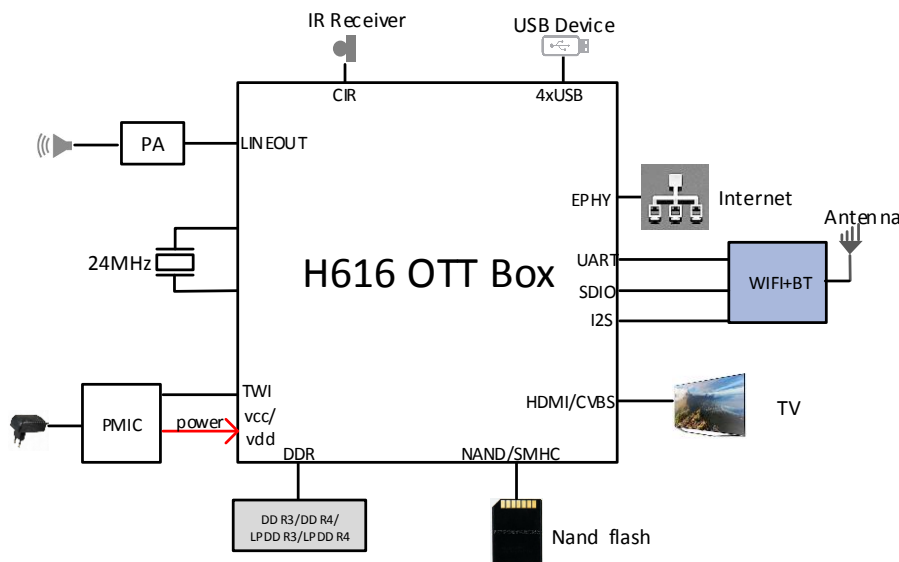 IR Receiver
USB Device
CIR
4xUSB
PA
LINEOUT
EPHY
Internet
Antenna
24MHz
H616 OTT Box
UART
SDIO
I2S
WIFI+BT
TWI
PMIC
power
vcc/
vdd
HDMI/CVBS
TV
DDR
NAND/SMHC
DDR3/DDR4/
LPDDR3/LPDDR4
Nand flash